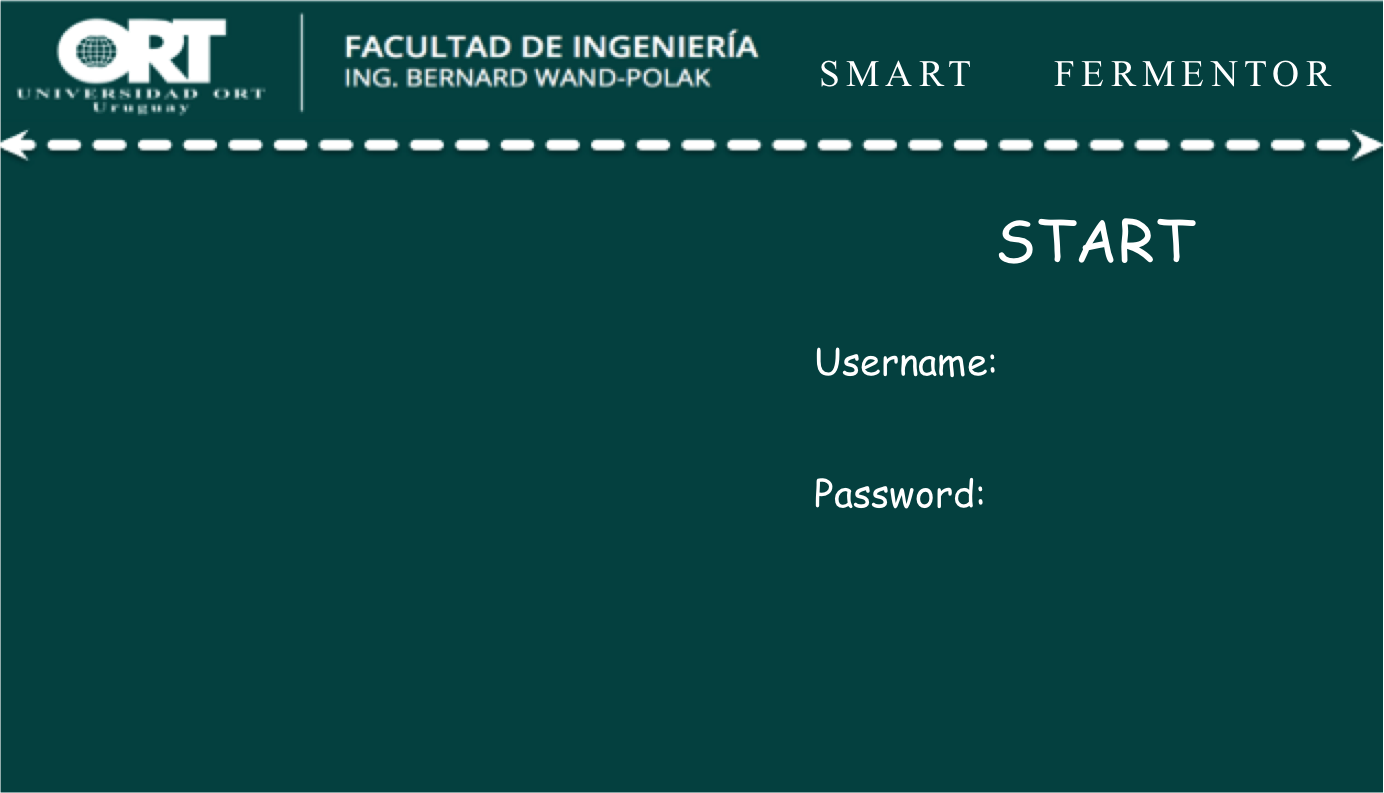 ORT
UNIVERSIDAD ORT
Uruguay
FACULTAD DE INGENIERÍA
ING. BERNARD WAND-POLAK
SMART FERMENTOR
START
Username:
Password: